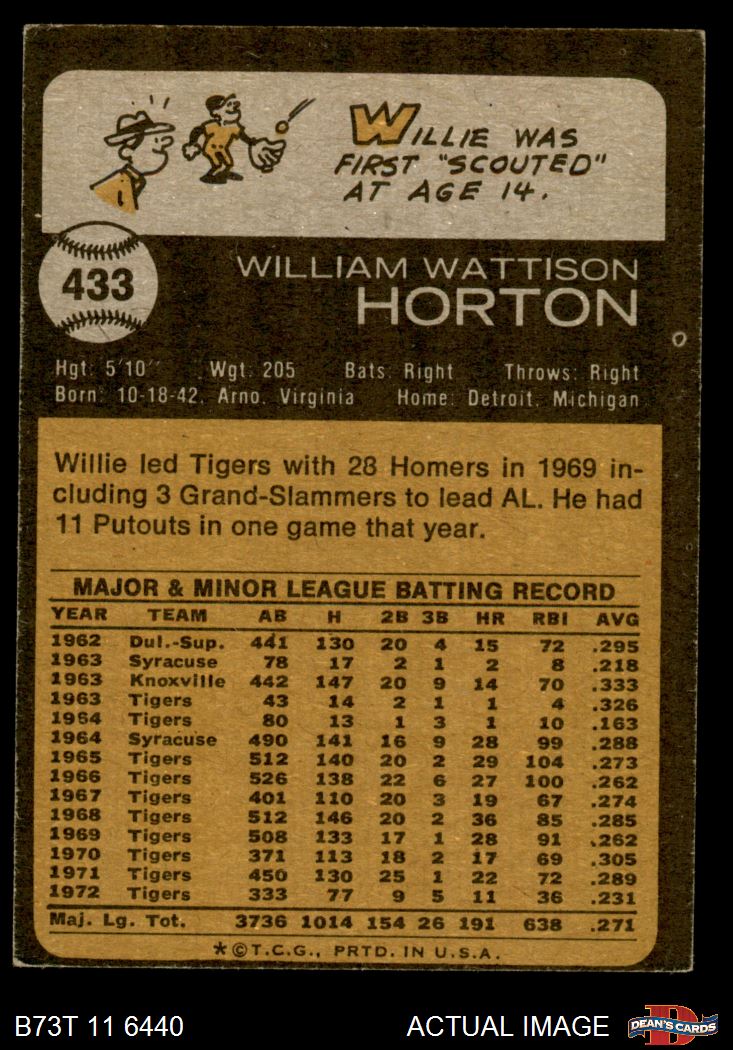 WILLIE WAS
FIRST "SCOUTED"
AT AGE 14.
433
WILLIAM WATTISON
HORTON
Hgt: 5'10" Wgt: 205 Bats: Right Throws: Right
Born: 10-18-42, Arno, Virginia Home: Detroit, Michigan
Willie led Tigers with 28 Homers in 1969 in-
cluding 3 Grand-Slammers to lead AL. He had
11 Putouts in one game that year.
MAJOR & MINOR LEAGUE BATTING RECORD
YEAR TEAM AB H 2B 3B HR RBI AVG
1962 Dul.-Sup. 441 130 20 4 15 72 .295
1963 Syracuse 78 17 2 1 2 8 .218
1963 Knoxville 442 147 20 9 14 70 .333
1963 Tigers 43 14 2 1 1 4 .326
1964 Tigers 80 13 1 3 1 10 .163
1964 Syracuse 490 141 16 9 28 99 .288
1965 Tigers 512 140 20 2 29 104 .273
1966 Tigers 526 138 22 6 27 100 .262
1967 Tigers 401 110 20 3 19 67 .274
1968 Tigers 512 146 20 2 36 85 .285
1969 Tigers 508 133 17 1 28 91 .262
1970 Tigers 371 113 18 2 17 69 .305
1971 Tigers 450 130 25 1 22 72 .289
1972 Tigers 333 77 9 5 11 36 .231
Maj. Lg. Tot. 3736 1014 154 26 191 638 .271
*©T.C.G., PRTD. IN U.S.A.
B73T 11 6440 ACTUAL IMAGE DEAN'S CARDS